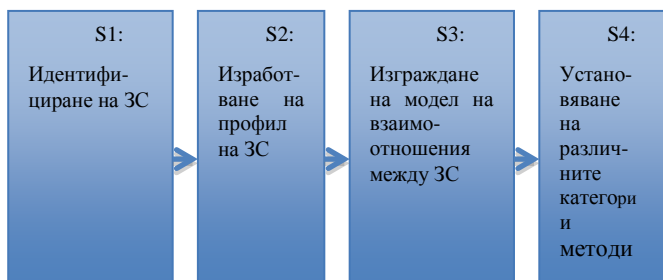 S1:
Идентифи-
циране на ЗС
S2:
Изработ-
ване на
профил
на ЗС
S3:
Изграждане
на модел на
взаимо-
отношения
между ЗС
S4:
Устано-
вяване
на
различ-
ните
категори
и
методи